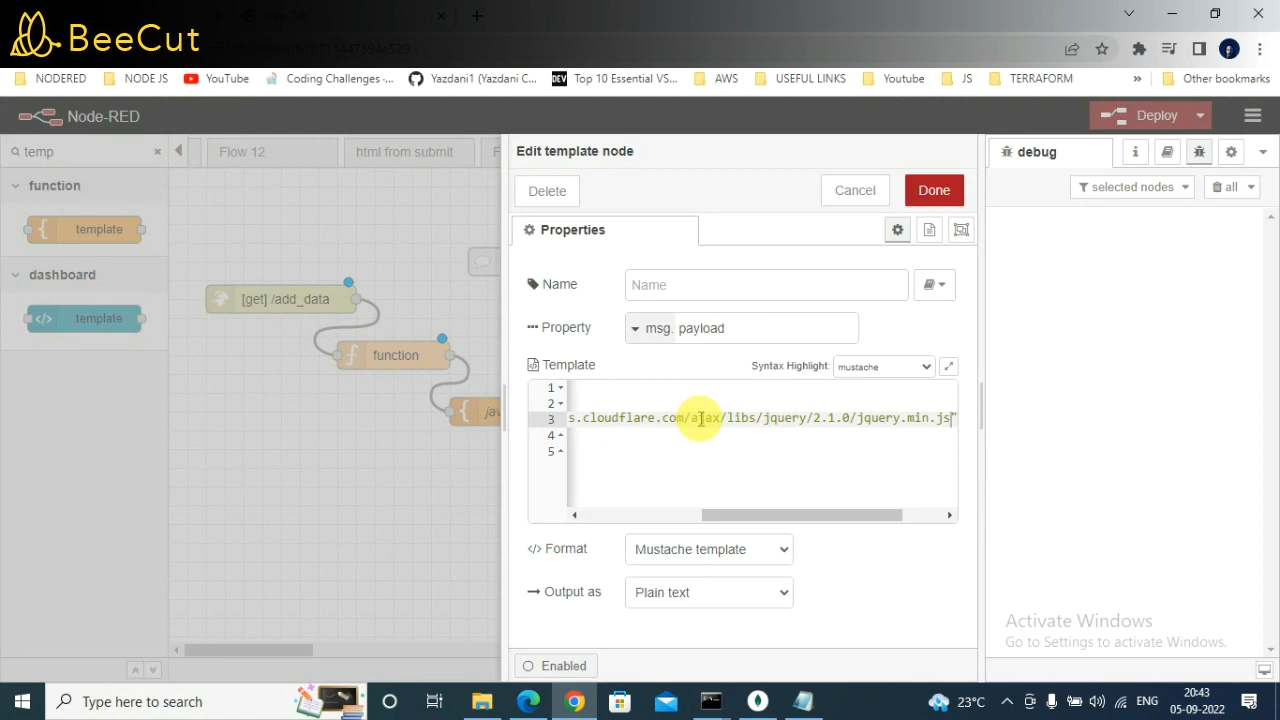 BeeCut
NODERED
NODE JS
YouTube
Coding Challenges -...
Yazdani1 (Yazdani C...
DEV
Top 10 Essential VS...
AWS
USEFUL LINKS
Youtube
JS
TERRAFORM
»
Other bookmarks
Node-RED
Deploy
temp
Flow 12
html from submit
F
function
template
dashboard
template
[get] /add_data
function
jav
Edit template node
Delete
Cancel
Done
Properties
Name
Name
Property
msg. payload
Template
Syntax Highlight: mustache
1
2
3 s.cloudflare.com/ajax/libs/jquery/2.1.0/jquery.min.js"
4
5
</> Format
Mustache template
Output as
Plain text
Enabled
debug
selected nodes
all
Activate Windows
Go to Settings to activate Windows.
Type here to search
23°C
ENG
20:43
05-09-2022